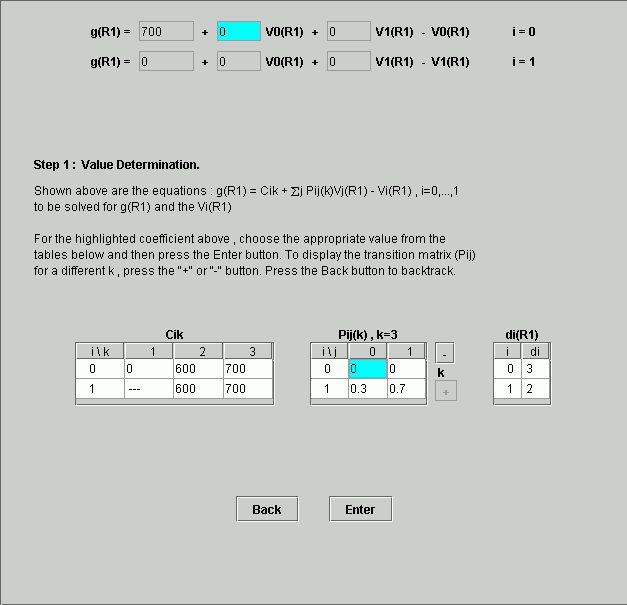 g(R1) = 700 + 0 V0(R1) + 0 V1(R1) - V0(R1) i = 0
g(R1) = 0 + 0 V0(R1) + 0 V1(R1) - V1(R1) i = 1
Step 1 : Value Determination.
Shown above are the equations : g(R1) = Cik + Σj Pij(k)Vj(R1) - Vi(R1) , i=0,...,1
to be solved for g(R1) and the Vi(R1)
For the highlighted coefficient above , choose the appropriate value from the
tables below and then press the Enter button. To display the transition matrix (Pij)
for a different k , press the "+" or "-" button. Press the Back button to backtrack.
Cik Pij(k) , k=3 di(R1)
i \ k 1 2 3 i \ j 0 1 - i di
0 0 600 700 0 0 0 k 0 3
1 --- 600 700 1 0.3 0.7 + 1 2
Back Enter